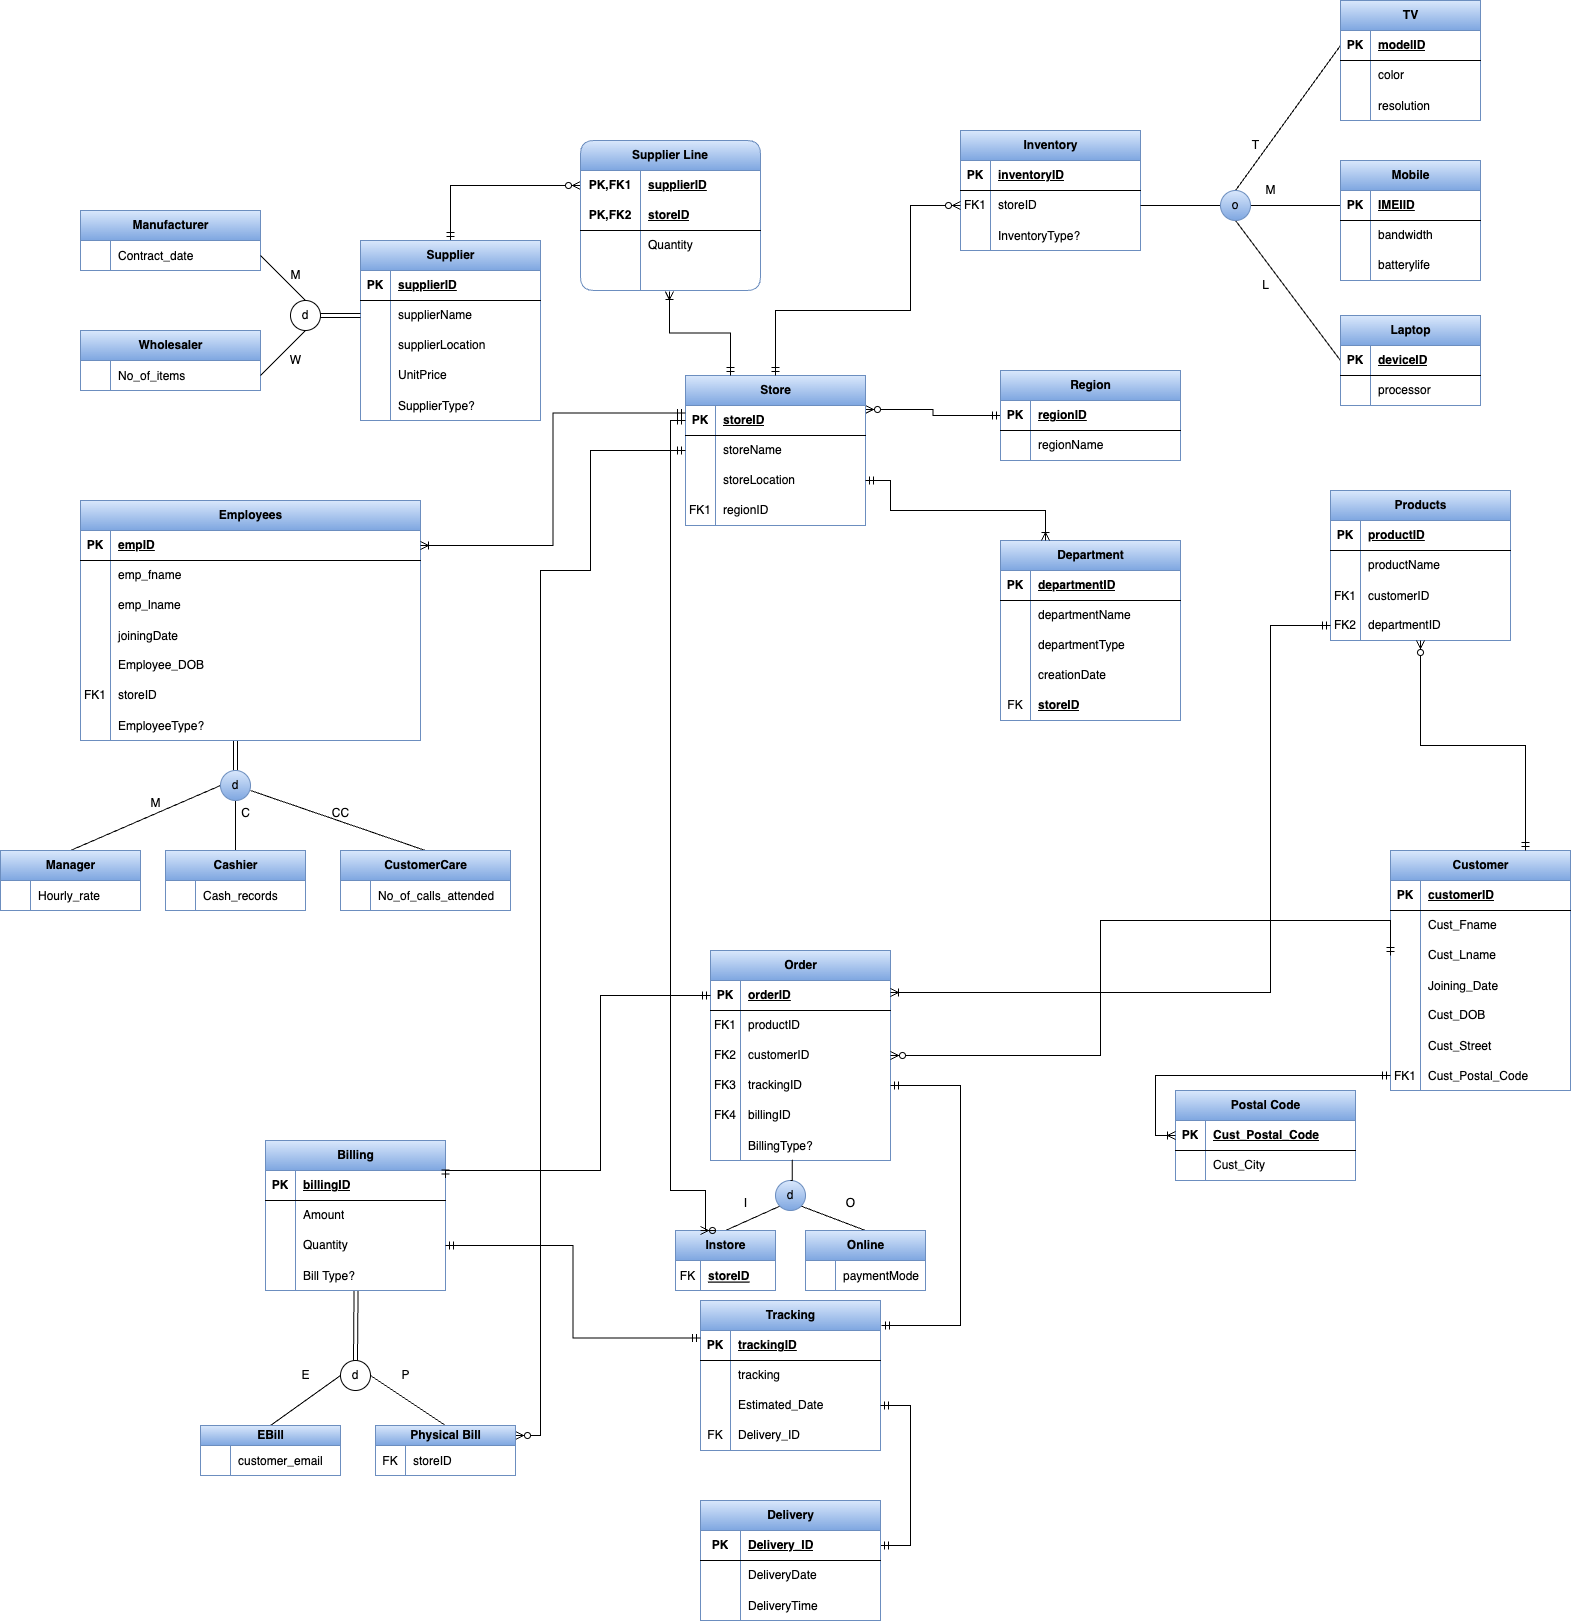 TV
PK modelID
color
resolution
T
Inventory
PK inventoryID
FK1 storeID
InventoryType?
o
M
Mobile
PK IMEIID
bandwidth
batterylife
L
Laptop
PK deviceID
processor
Supplier Line
PK,FK1 supplierID
PK,FK2 storeID
Quantity
Manufacturer
Contract_date
M
d
W
Wholesaler
No_of_items
Supplier
PK supplierID
supplierName
supplierLocation
UnitPrice
SupplierType?
Store
PK storeID
storeName
storeLocation
FK1 regionID
Region
PK regionID
regionName
Department
PK departmentID
departmentName
departmentType
creationDate
FK storeID
Products
PK productID
productName
FK1 customerID
FK2 departmentID
Employees
PK empID
emp_fname
emp_lname
joiningDate
Employee_DOB
FK1 storeID
EmployeeType?
d
M
C
CC
Manager
Hourly_rate
Cashier
Cash_records
CustomerCare
No_of_calls_attended
Customer
PK customerID
Cust_Fname
Cust_Lname
Joining_Date
Cust_DOB
Cust_Street
FK1 Cust_Postal_Code
Postal Code
PK Cust_Postal_Code
Cust_City
Order
PK orderID
FK1 productID
FK2 customerID
FK3 trackingID
FK4 billingID
BillingType?
I
d
O
Instore
FK storeID
Online
paymentMode
Billing
PK billingID
Amount
Quantity
Bill Type?
E
d
P
EBill
customer_email
Physical Bill
FK storeID
Tracking
PK trackingID
tracking
Estimated_Date
FK Delivery_ID
Delivery
PK Delivery_ID
DeliveryDate
DeliveryTime